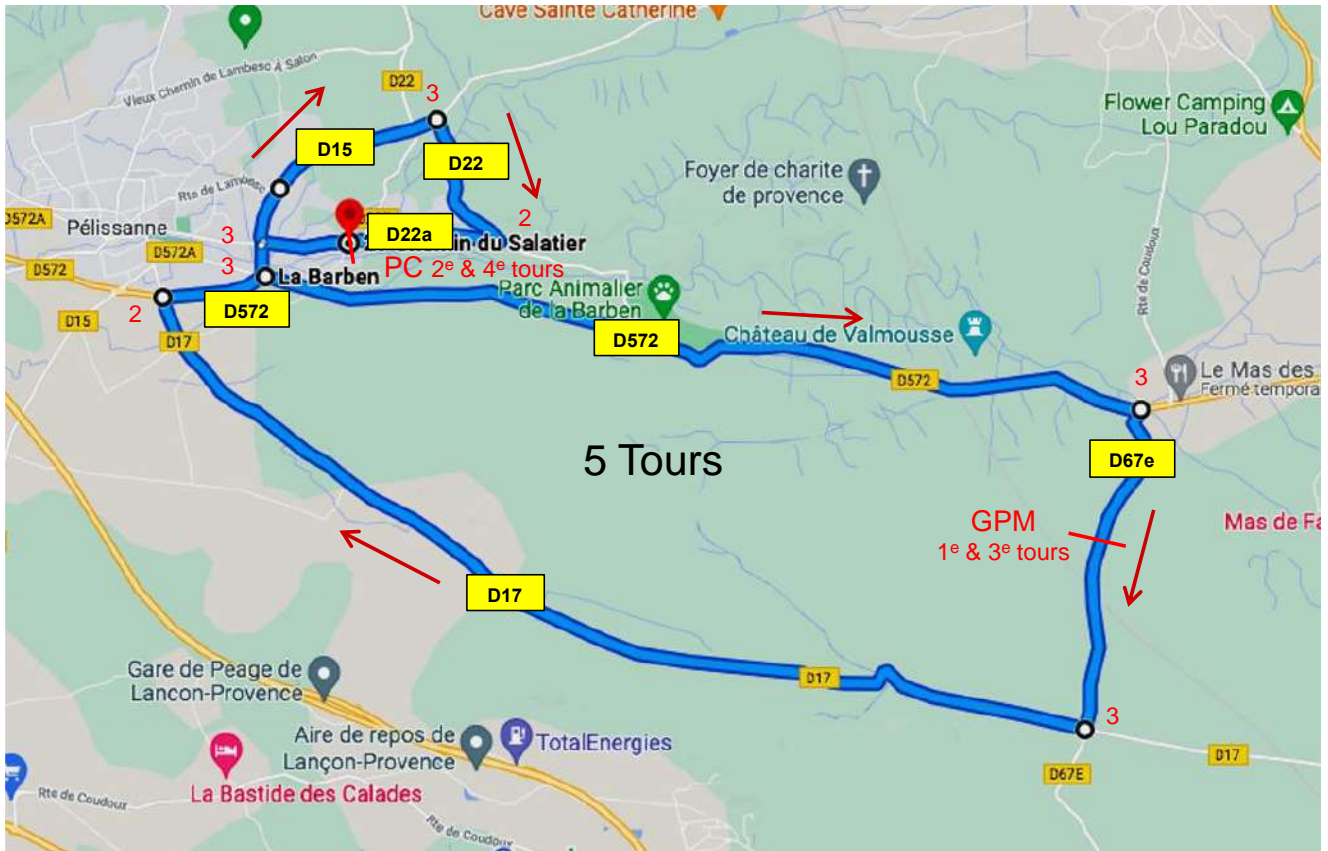 Cave Sainte Catherine
Vieux Chemin de Lambesc À Salon
D22
3
Flower Camping
Lou Paradou
D15
D22
Foyer de charite
de provence
Rte de Lambesc
2
Rte de Coudoux
D572A
Pélissanne
D22a
Chemin du Salatier
3
D572A
D572
3
La Barben
PC 2e & 4e tours
Parc Animalier
de la Barben
D572
2
D15
D17
D572
Château de Valmousse
D572
3
Le Mas des
Fermé tempora
5 Tours
D67e
GPM
1e & 3e tours
Mas de Fa
D17
Gare de Peage de
Lancon-Provence
D17
3
Aire de repos de
Lançon-Provence
TotalEnergies
D17
D67E
La Bastide des Calades
Rte de Coudoux
Rte de Coudoux